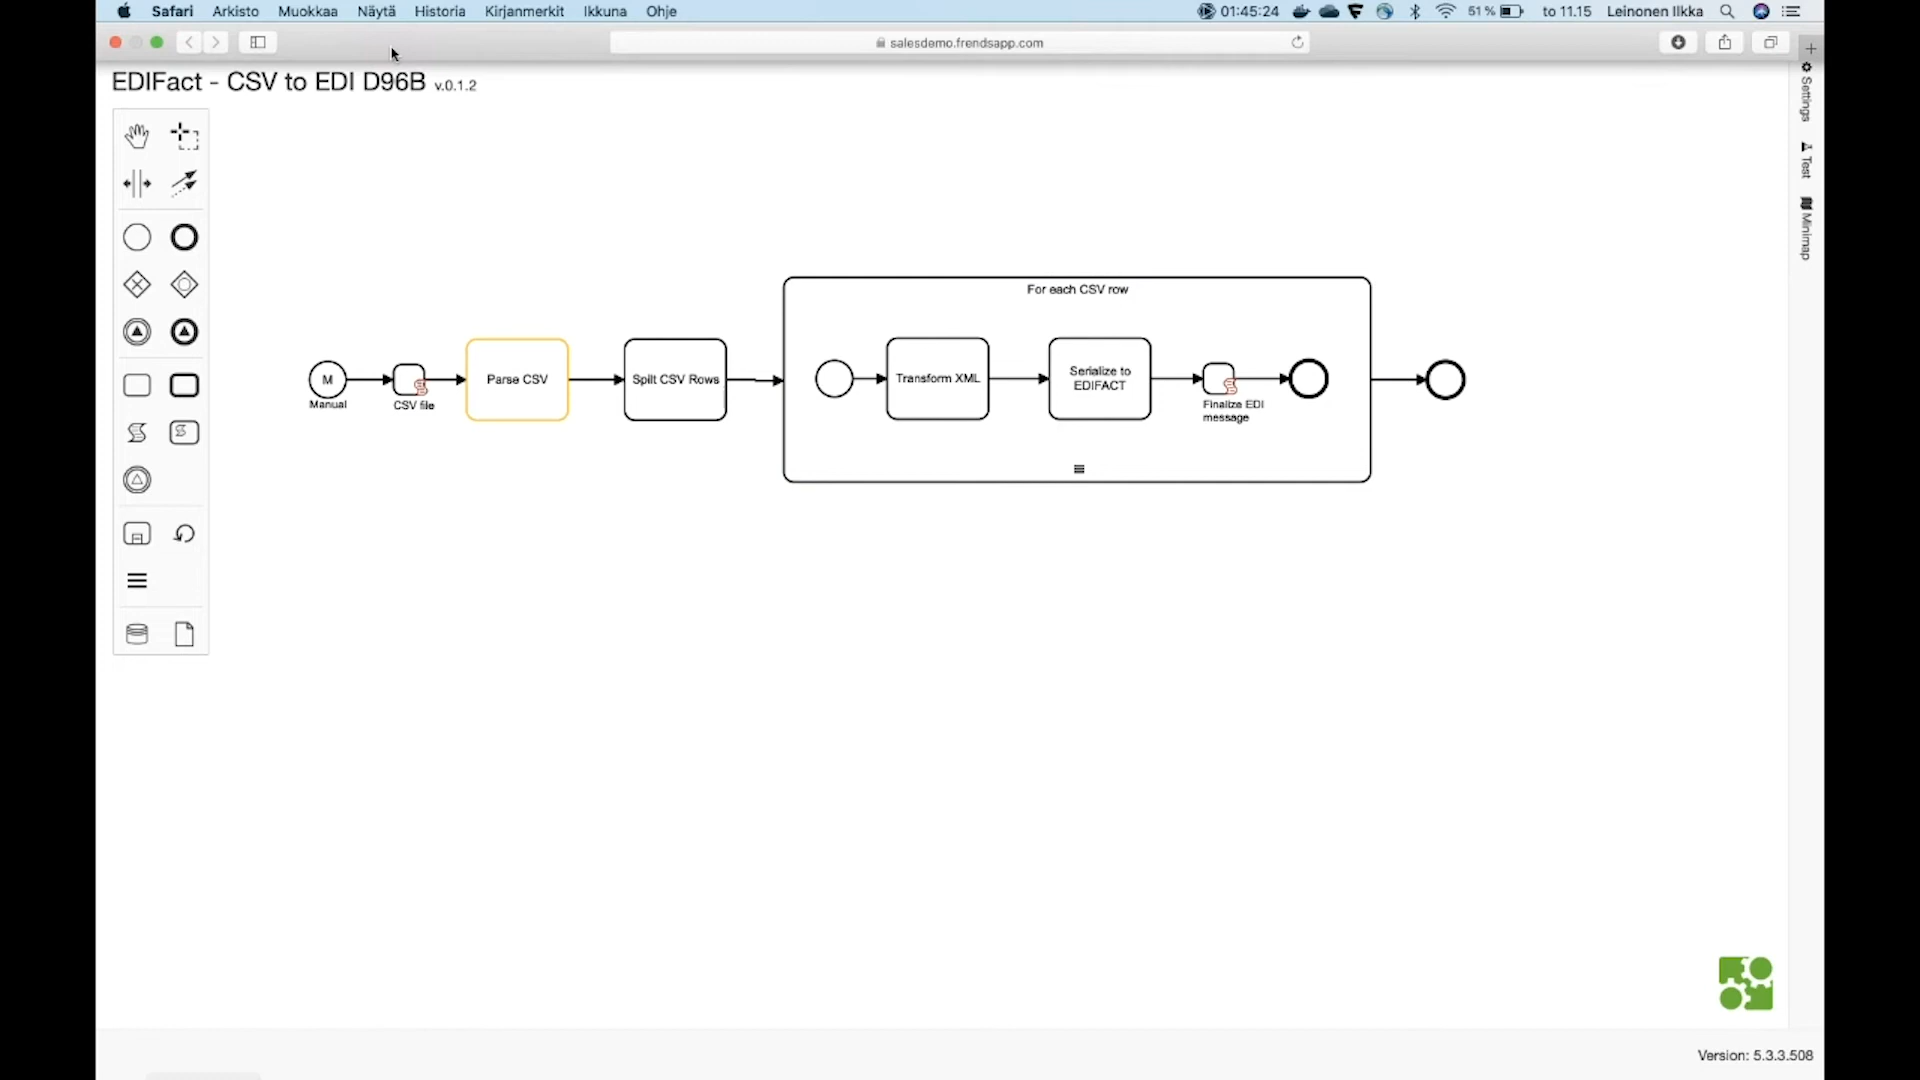 Safari Arkisto Muokkaa Näytä Historia Kirjanmerkit Ikkuna Ohje 01:45:24 51 % to 11.15 Leinonen Ilkka
salesdemo.frendsapp.com
EDIFact - CSV to EDI D96B v.0.1.2
Settings
Test
Minimap
For each CSV row
M
Manual
CSV file
Parse CSV
Split CSV Rows
Transform XML
Serialize to
EDIFACT
Finalize EDI
message
Version: 5.3.3.508